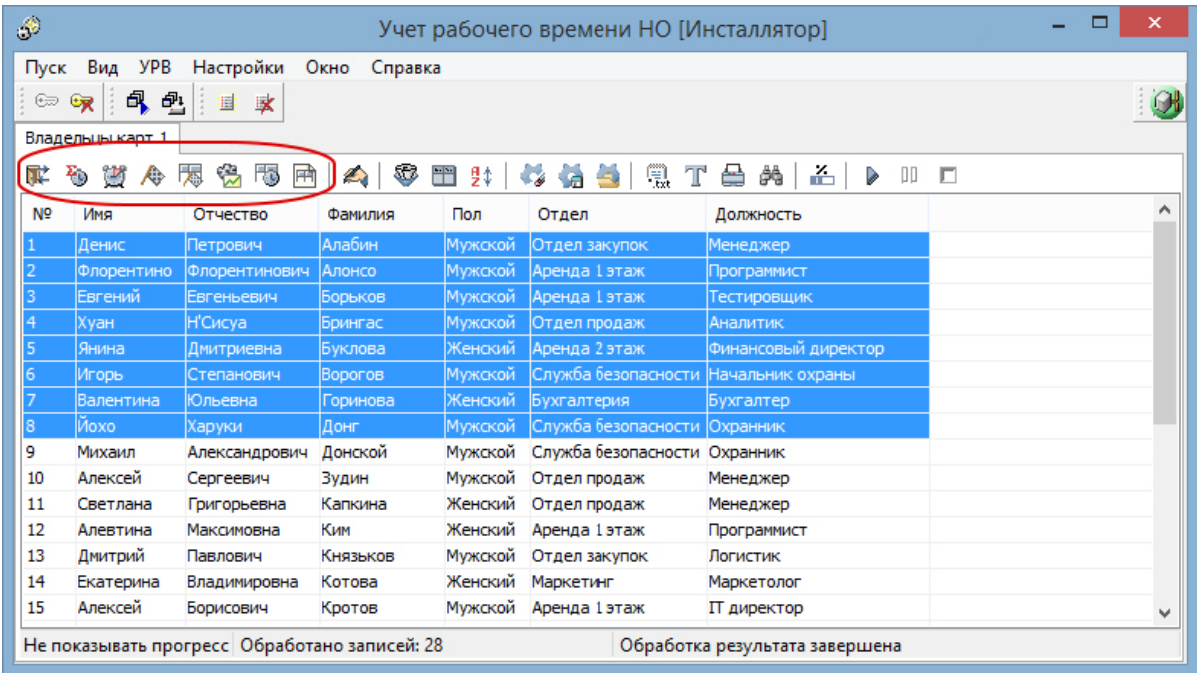 Учет рабочего времени НО [Инсталлятор]
Пуск Вид УРВ Настройки Окно Справка
Владельцы карт 1
.txt T
№ Имя Отчество Фамилия Пол Отдел Должность
1 Денис Петрович Алабин Мужской Отдел закупок Менеджер
2 Флорентино Флорентинович Алонсо Мужской Аренда 1 этаж Программист
3 Евгений Евгеньевич Борьков Мужской Аренда 1 этаж Тестировщик
4 Хуан Н'Сисуа Брингас Мужской Отдел продаж Аналитик
5 Янина Дмитриевна Буклова Женский Аренда 2 этаж Финансовый директор
6 Игорь Степанович Ворогов Мужской Служба безопасности Начальник охраны
7 Валентина Юльевна Горинова Женский Бухгалтерия Бухгалтер
8 Йохо Харуки Донг Мужской Служба безопасности Охранник
9 Михаил Александрович Донской Мужской Служба безопасности Охранник
10 Алексей Сергеевич Зудин Мужской Отдел продаж Менеджер
11 Светлана Григорьевна Капкина Женский Отдел продаж Менеджер
12 Алевтина Максимовна Ким Женский Аренда 1 этаж Программист
13 Дмитрий Павлович Князьков Мужской Отдел закупок Логистик
14 Екатерина Владимировна Котова Женский Маркетинг Маркетолог
15 Алексей Борисович Кротов Мужской Аренда 1 этаж IT директор
Не показывать прогресс Обработано записей: 28 Обработка результата завершена